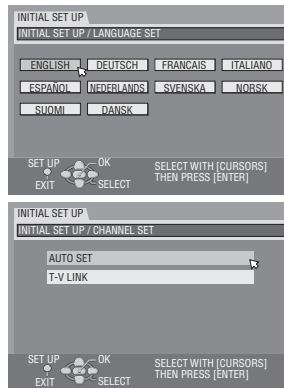 INITIAL SET UP
INITIAL SET UP / LANGUAGE SET
ENGLISH DEUTSCH FRANCAIS ITALIANO
ESPAÑOL NEDERLANDS SVENSKA NORSK
SUOMI DANSK
SET UP OK SELECT WITH [CURSORS]
EXIT SELECT THEN PRESS [ENTER]
INITIAL SET UP
INITIAL SET UP / CHANNEL SET
AUTO SET
T-V LINK
SET UP OK SELECT WITH [CURSORS]
EXIT SELECT THEN PRESS [ENTER]